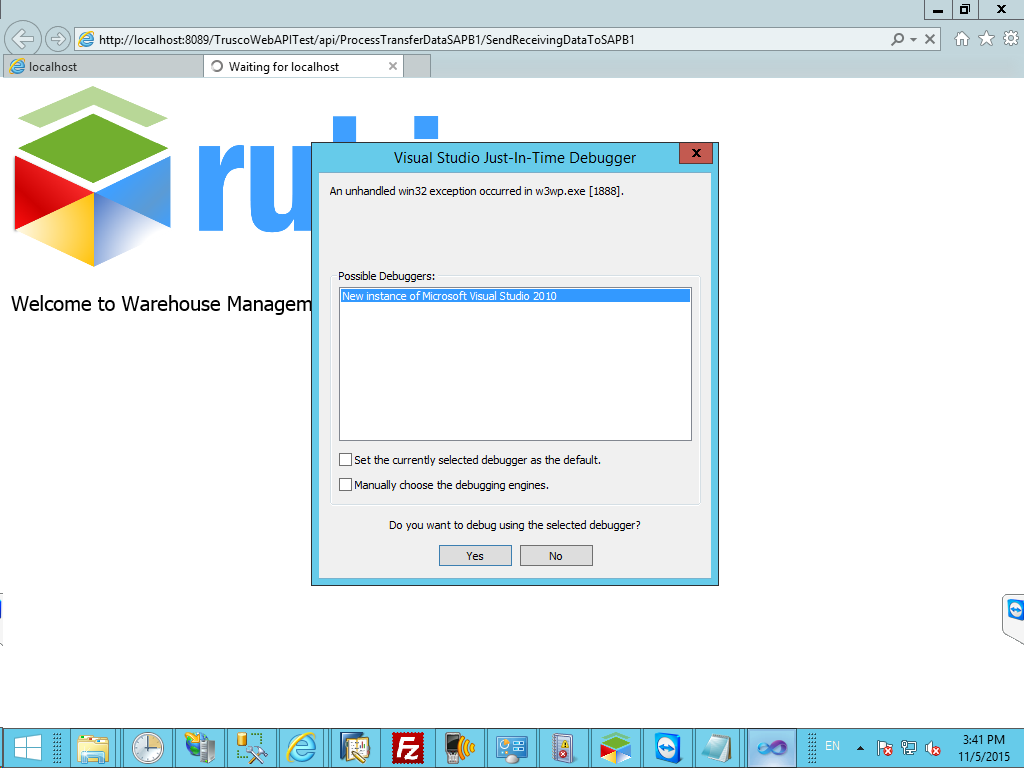 http://localhost:8089/TruscoWebAPITest/api/ProcessTransferDataSAPB1/SendReceivingDataToSAPB1
localhost
Waiting for localhost
Visual Studio Just-In-Time Debugger
An unhandled win32 exception occurred in w3wp.exe [1888].
Possible Debuggers:
New instance of Microsoft Visual Studio 2010
Welcome to Warehouse Managem
Set the currently selected debugger as the default.
Manually choose the debugging engines.
Do you want to debug using the selected debugger?
Yes
No
EN
3:41 PM
11/5/2015